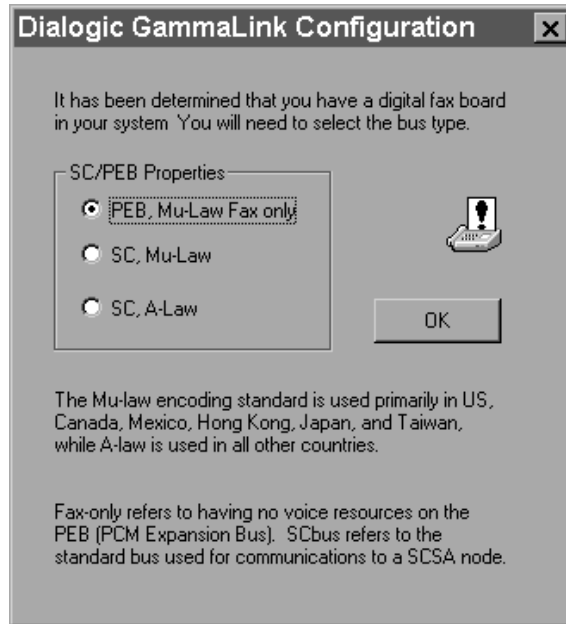 Dialogic GammaLink Configuration
It has been determined that you have a digital fax board
in your system You will need to select the bus type.
SC/PEB Properties
PEB, Mu-Law Fax only
SC, Mu-Law
SC, A-Law
OK
The Mu-law encoding standard is used primarily in US,
Canada, Mexico, Hong Kong, Japan, and Taiwan,
while A-law is used in all other countries.
Fax-only refers to having no voice resources on the
PEB (PCM Expansion Bus). SCbus refers to the
standard bus used for communications to a SCSA node.